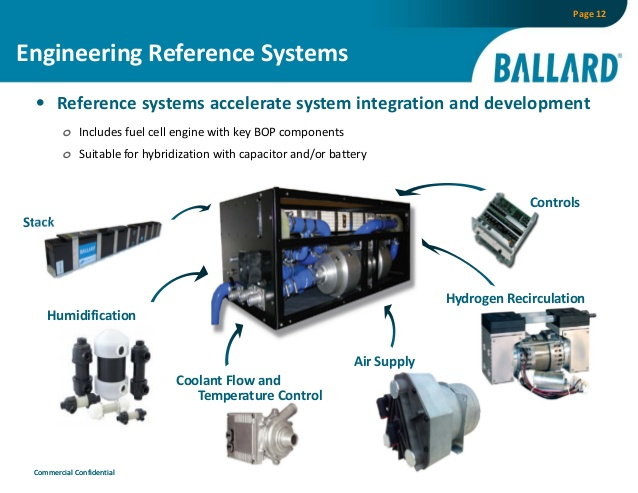 Page 12
Engineering Reference Systems
BALLARD®
• Reference systems accelerate system integration and development
o Includes fuel cell engine with key BOP components
o Suitable for hybridization with capacitor and/or battery
Stack
Controls
BALLARD
Humidification
Hydrogen Recirculation
Air Supply
Coolant Flow and
Temperature Control
Commercial Confidential